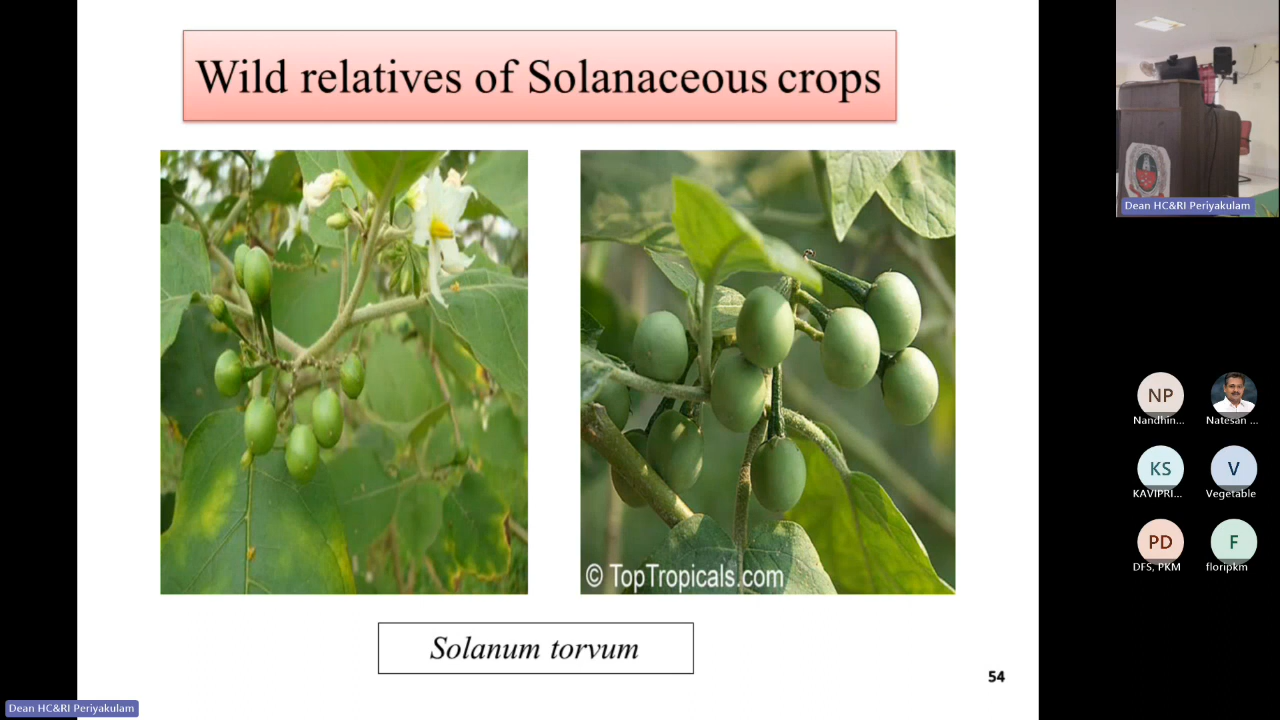 Wild relatives of Solanaceous crops
© TopTropicals.com
Solanum torvum
54
Dean HC&RI Periyakulam
Dean HC&RI Periyakulam
NP
Nandhin...
Natesan ...
KS
KAVIPRI...
V
Vegetable
PD
DFS, PKM
F
floripkm